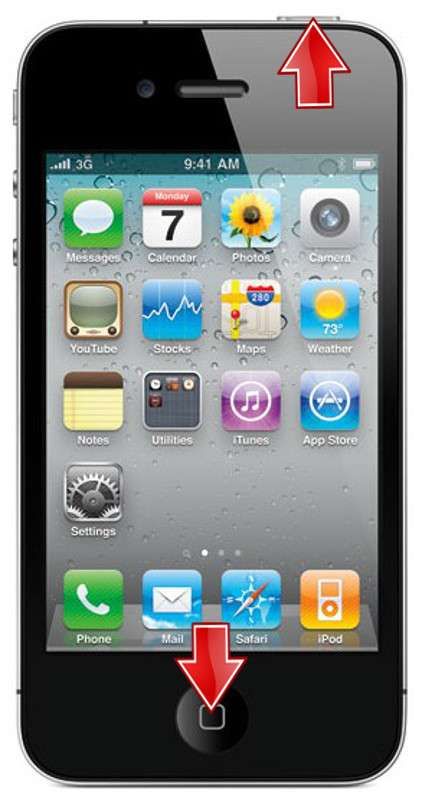 3G 9:41 AM
Monday
7
Messages Calendar Photos Camera
280
73°
YouTube Stocks Maps Weather
Notes Utilities iTunes App Store
Settings
Phone Mail Safari iPod